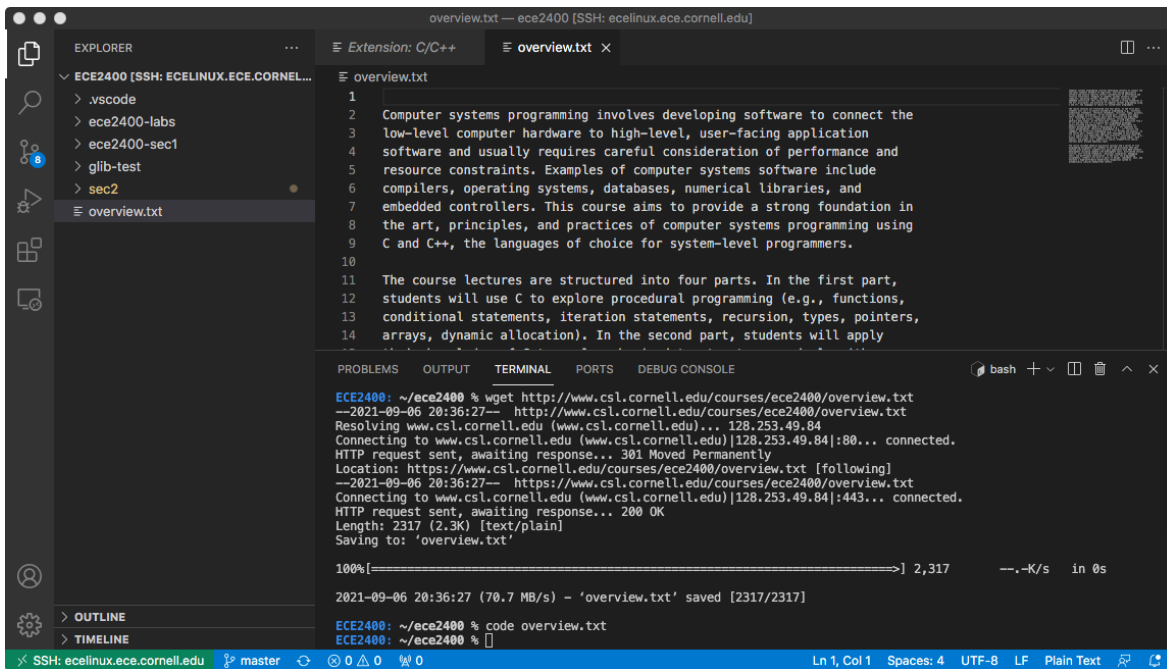 overview.txt — ece2400 [SSH: ecelinux.ece.cornell.edu]
EXPLORER
ECE2400 [SSH: ECELINUX.ECE.CORNEL...
.vscode
ece2400-labs
ece2400-sec1
glib-test
sec2
overview.txt
OUTLINE
TIMELINE
8
Extension: C/C++
overview.txt
overview.txt
1
2 Computer systems programming involves developing software to connect the
3 low-level computer hardware to high-level, user-facing application
4 software and usually requires careful consideration of performance and
5 resource constraints. Examples of computer systems software include
6 compilers, operating systems, databases, numerical libraries, and
7 embedded controllers. This course aims to provide a strong foundation in
8 the art, principles, and practices of computer systems programming using
9 C and C++, the languages of choice for system-level programmers.
10
11 The course lectures are structured into four parts. In the first part,
12 students will use C to explore procedural programming (e.g., functions,
13 conditional statements, iteration statements, recursion, types, pointers,
14 arrays, dynamic allocation). In the second part, students will apply
PROBLEMS OUTPUT TERMINAL PORTS DEBUG CONSOLE bash
ECE2400: ~/ece2400 % wget http://www.csl.cornell.edu/courses/ece2400/overview.txt
--2021-09-06 20:36:27-- http://www.csl.cornell.edu/courses/ece2400/overview.txt
Resolving www.csl.cornell.edu (www.csl.cornell.edu)... 128.253.49.84
Connecting to www.csl.cornell.edu (www.csl.cornell.edu)|128.253.49.84|:80... connected.
HTTP request sent, awaiting response... 301 Moved Permanently
Location: https://www.csl.cornell.edu/courses/ece2400/overview.txt [following]
--2021-09-06 20:36:27-- https://www.csl.cornell.edu/courses/ece2400/overview.txt
Connecting to www.csl.cornell.edu (www.csl.cornell.edu)|128.253.49.84|:443... connected.
HTTP request sent, awaiting response... 200 OK
Length: 2317 (2.3K) [text/plain]
Saving to: ‘overview.txt’
100%[==========================================================================>] 2,317 --.-K/s in 0s
2021-09-06 20:36:27 (70.7 MB/s) - ‘overview.txt’ saved [2317/2317]
ECE2400: ~/ece2400 % code overview.txt
ECE2400: ~/ece2400 %
SSH: ecelinux.ece.cornell.edu master 0 0 0 Ln 1, Col 1 Spaces: 4 UTF-8 LF Plain Text